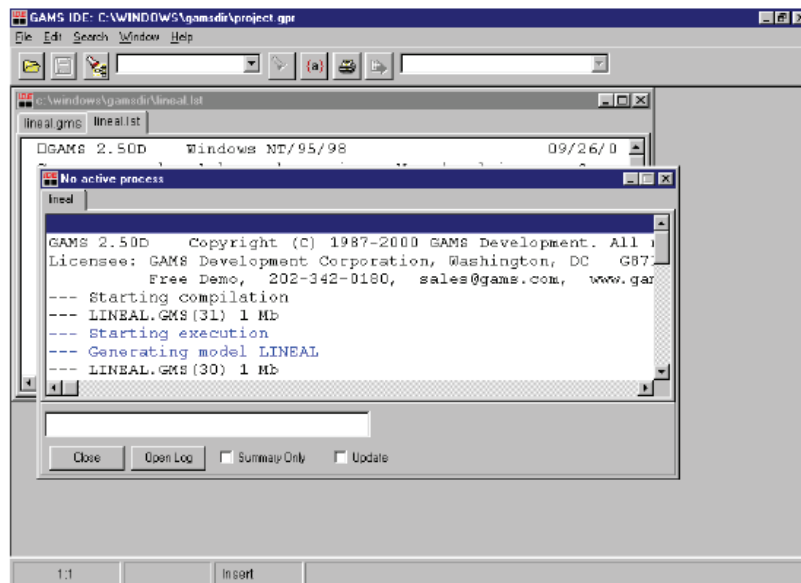 GAMS IDE: C:\WINDOWS\gamsdir\project.gpr
File Edit Search Window Help
{a}
c:\windows\gamsdir\lineal.lst
lineal.gms lineal.lst
GAMS 2.50D Windows NT/95/98 09/26/0
No active process
lineal
GAMS 2.50D Copyright (C) 1987-2000 GAMS Development. All
Licensee: GAMS Development Corporation, Washington, DC G871
Free Demo, 202-342-0180, sales@gams.com, www.gam
--- Starting compilation
--- LINEAL.GMS(31) 1 Mb
--- Starting execution
--- Generating model LINEAL
--- LINEAL.GMS(30) 1 Mb
Close Open Log Summary Only Update
1:1 Insert